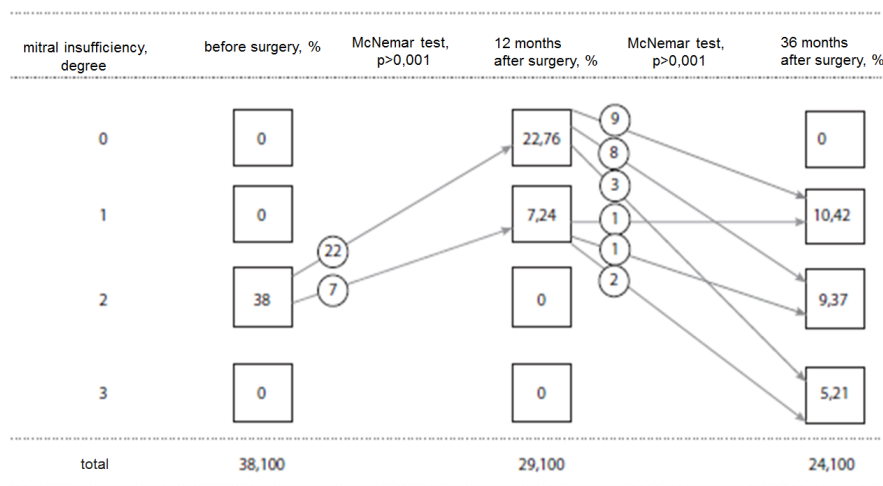 mitral insufficiency,
degree
before surgery, %
McNemar test,
p>0,001
12 months
after surgery, %
McNemar test,
p>0,001
36 months
after surgery, %
0
0
22,76
9
8
3
0
1
0
7,24
1
1
2
10,42
2
38
22
7
0
9,37
3
0
0
5,21
total
38,100
29,100
24,100